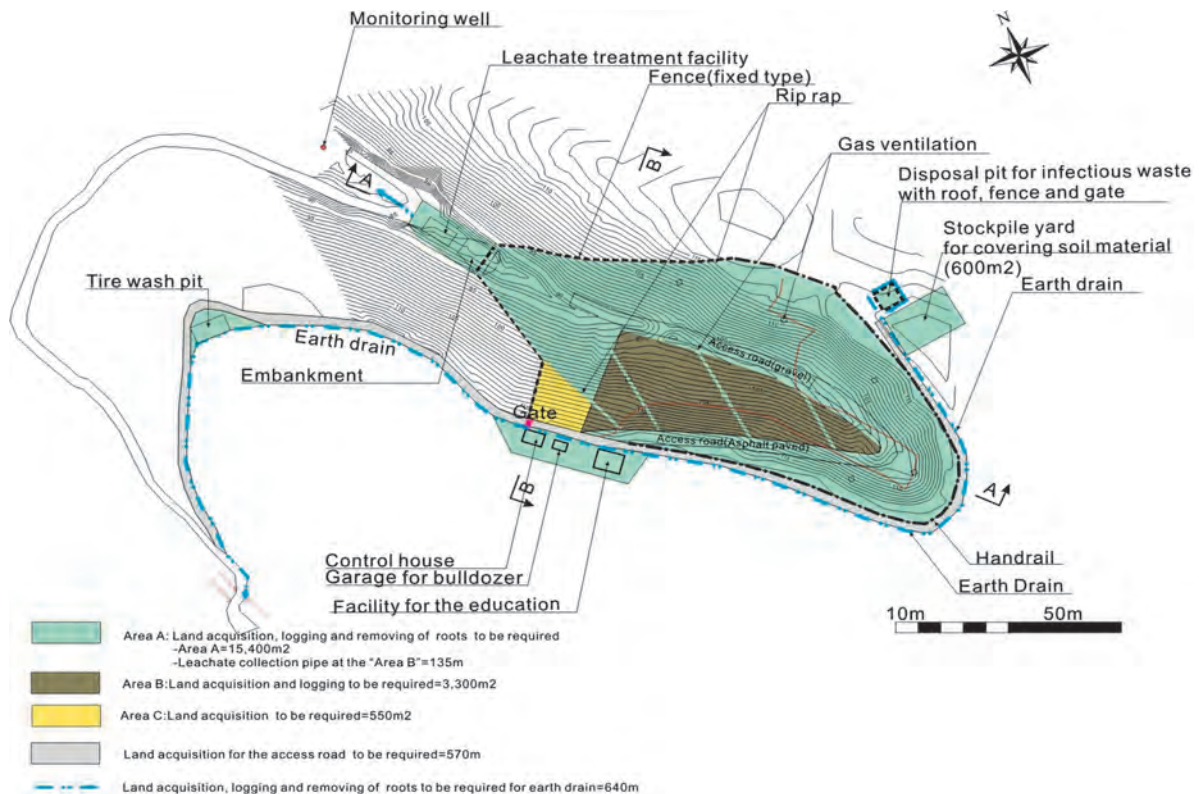 Monitoring well
Leachate treatment facility
Fence(fixed type)
Rip rap
Gas ventilation
Disposal pit for infectious waste
with roof, fence and gate
Stockpile yard
for covering soil material
(600m2)
Earth drain
N
B
A
Tire wash pit
Earth drain
Embankment
Gate
Access road(gravel)
Access road(Asphalt paved)
B
A
Control house
Garage for bulldozer
Facility for the education
Handrail
Earth Drain
10m
50m
Area A: Land acquisition, logging and removing of roots to be required
-Area A=15,400m2
-Leachate collection pipe at the "Area B"=135m
Area B:Land acquisition and logging to be required=3,300m2
Area C:Land acquisition to be required=550m2
Land acquisition for the access road to be required=570m
Land acquisition, logging and removing of roots to be required for earth drain=640m